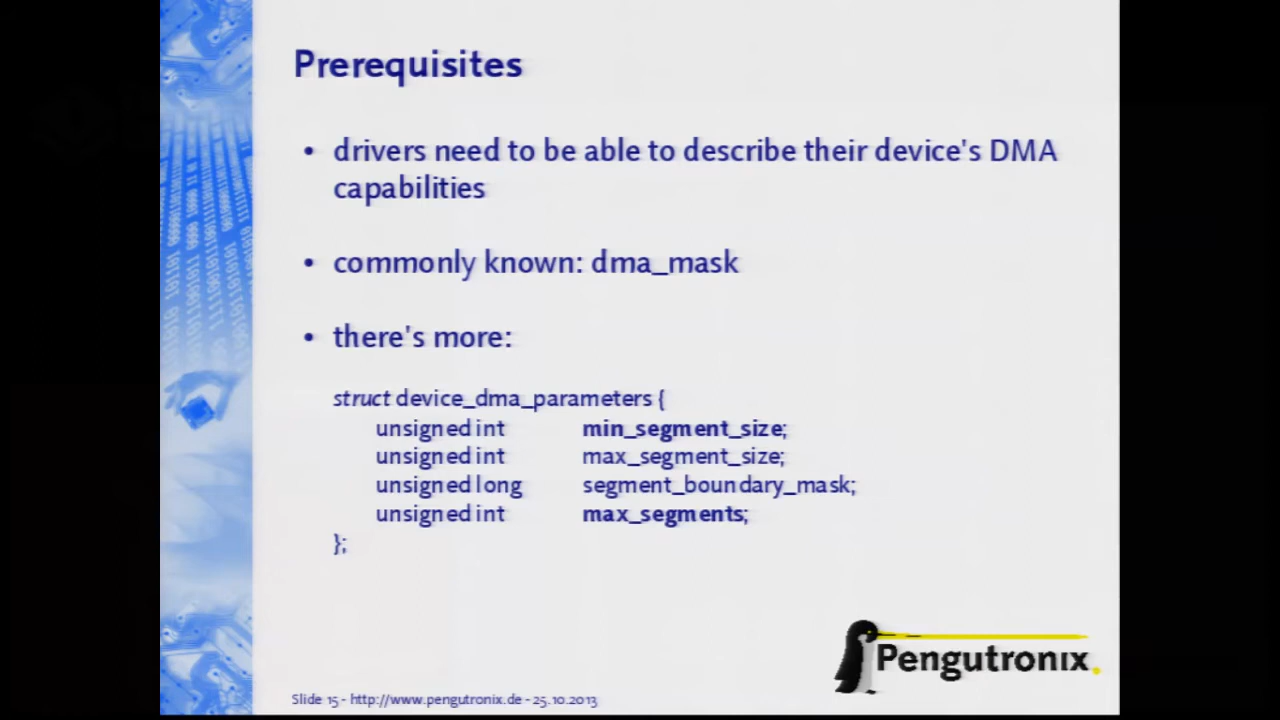 Prerequisites
• drivers need to be able to describe their device's DMA
capabilities
• commonly known: dma_mask
• there's more:
struct device_dma_parameters {
unsigned int min_segment_size;
unsigned int max_segment_size;
unsigned long segment_boundary_mask;
unsigned int max_segments;
};
Pengutronix.
Slide 15 - http://www.pengutronix.de - 25.10.2013